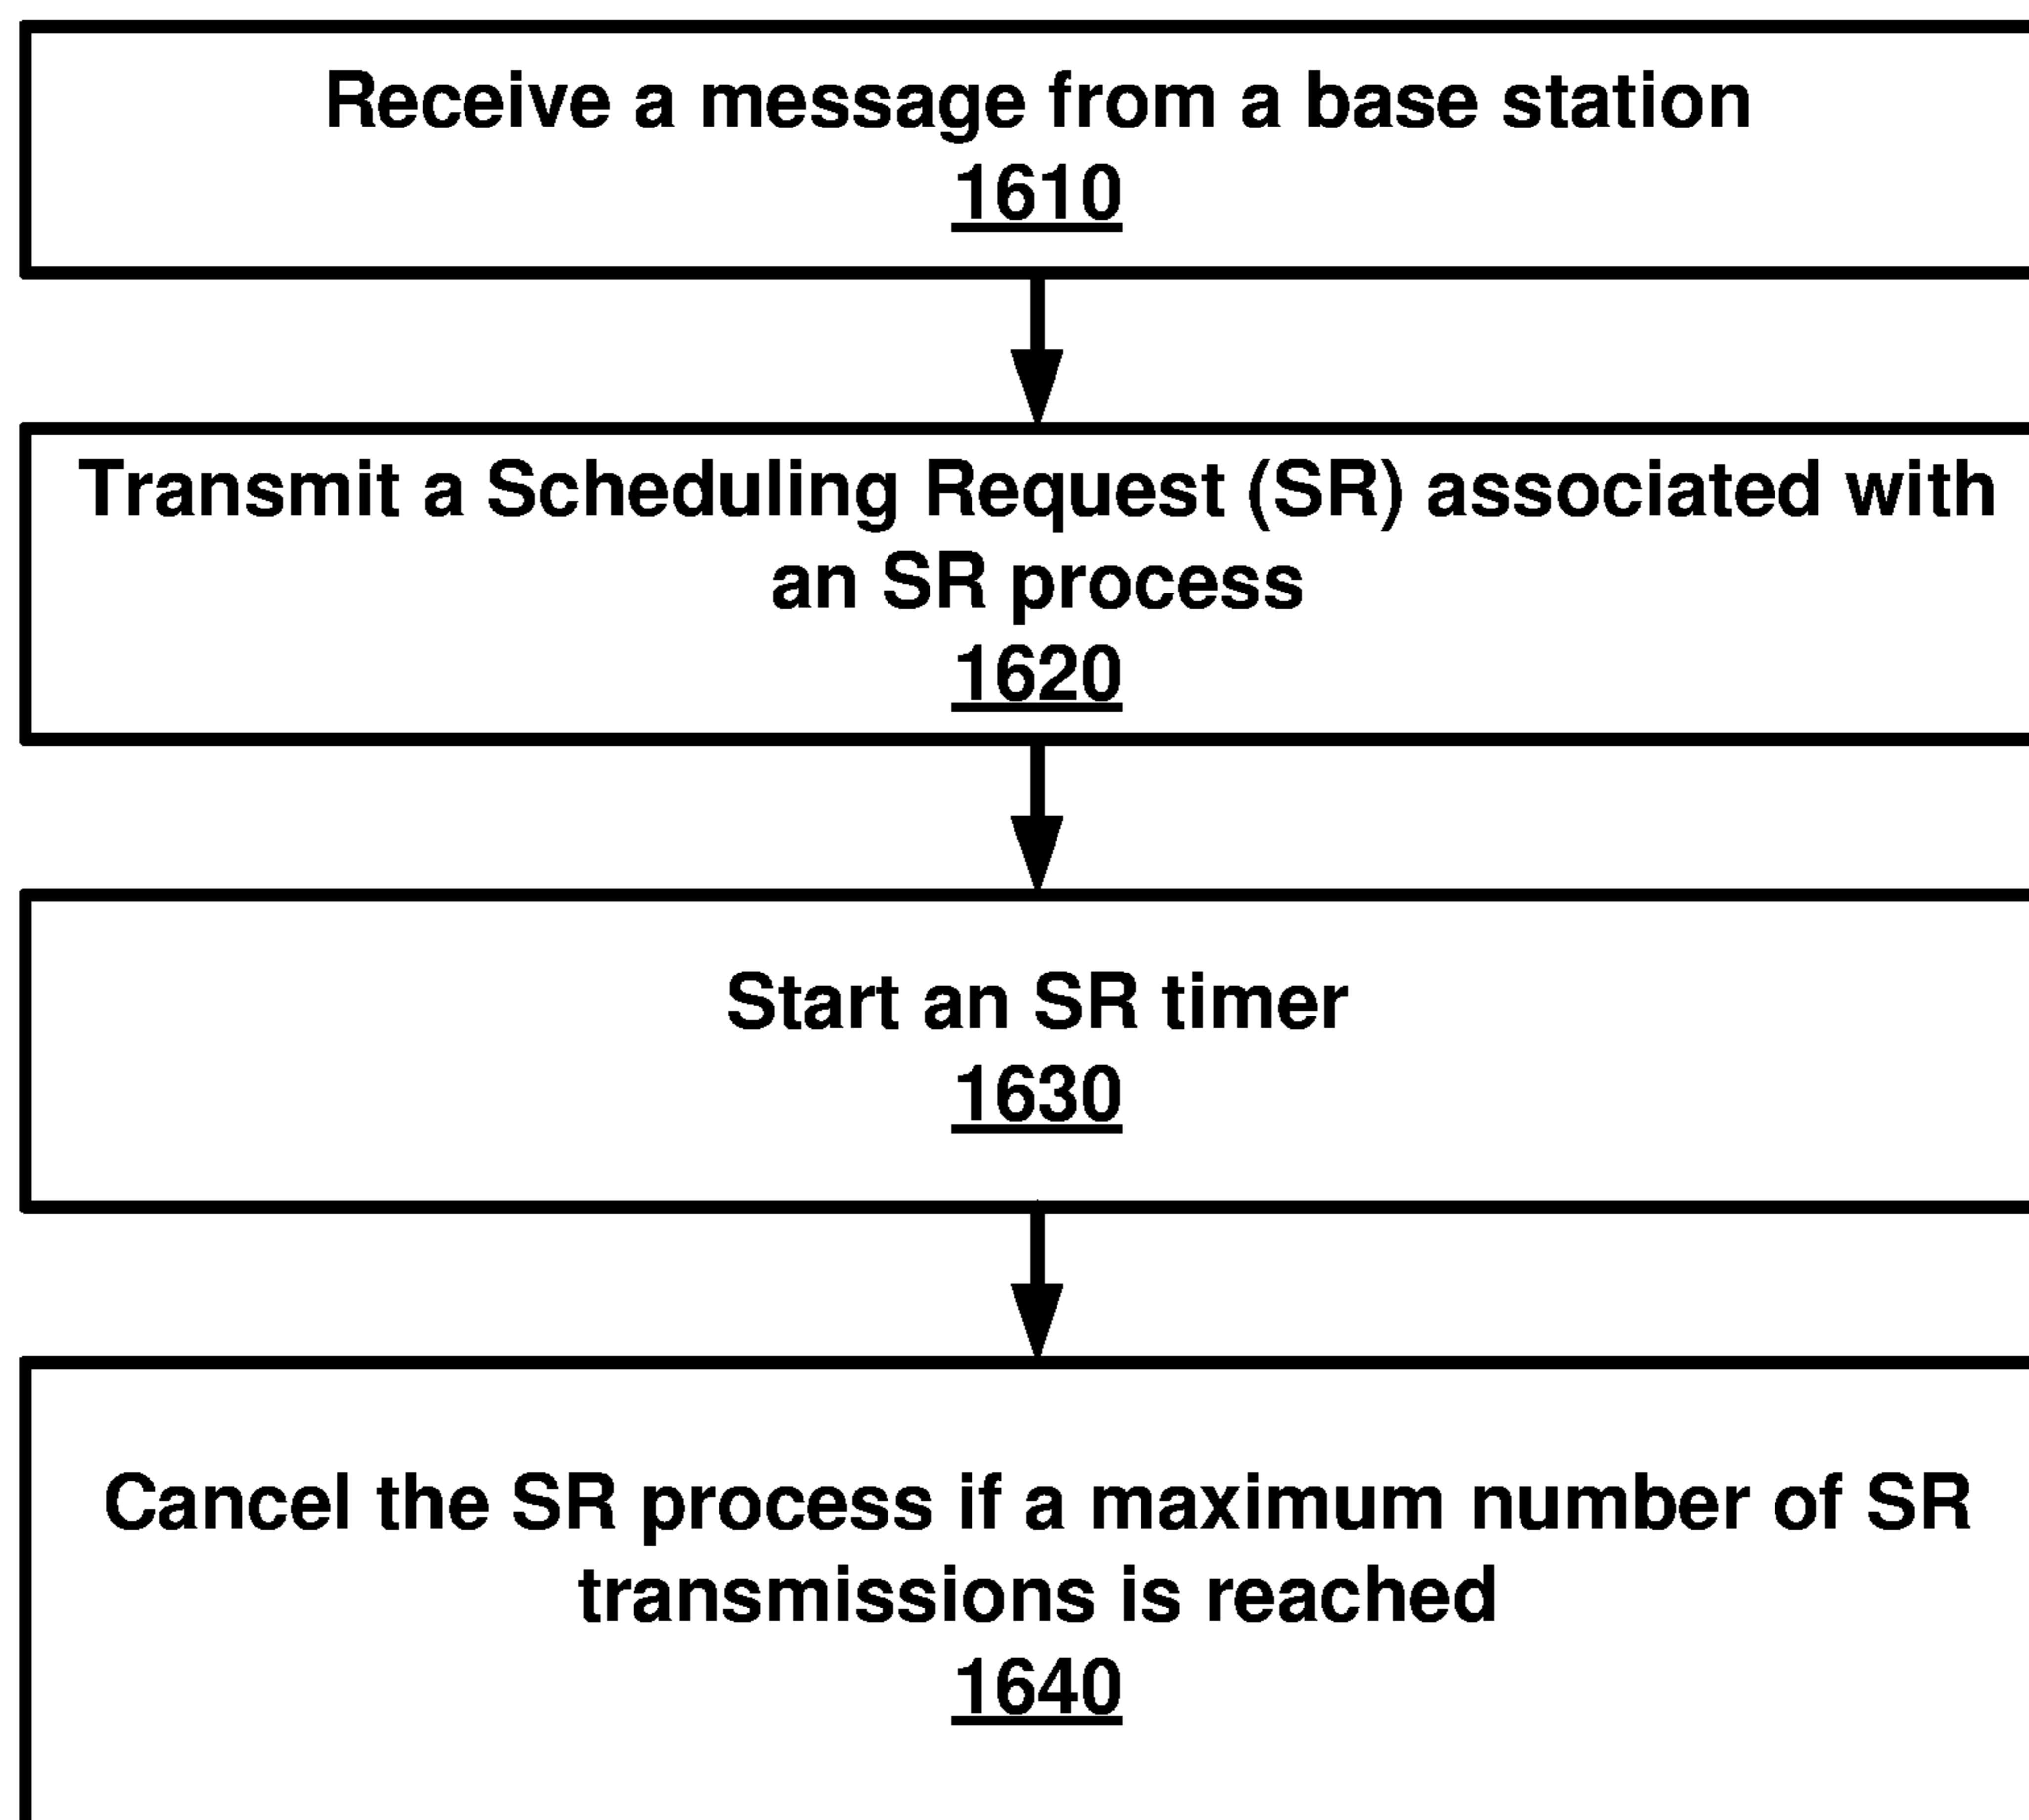 Receive a message from a base station
1610
Transmit a Scheduling Request (SR) associated with
an SR process
1620
Start an SR timer
1630
Cancel the SR process if a maximum number of SR
transmissions is reached
1640